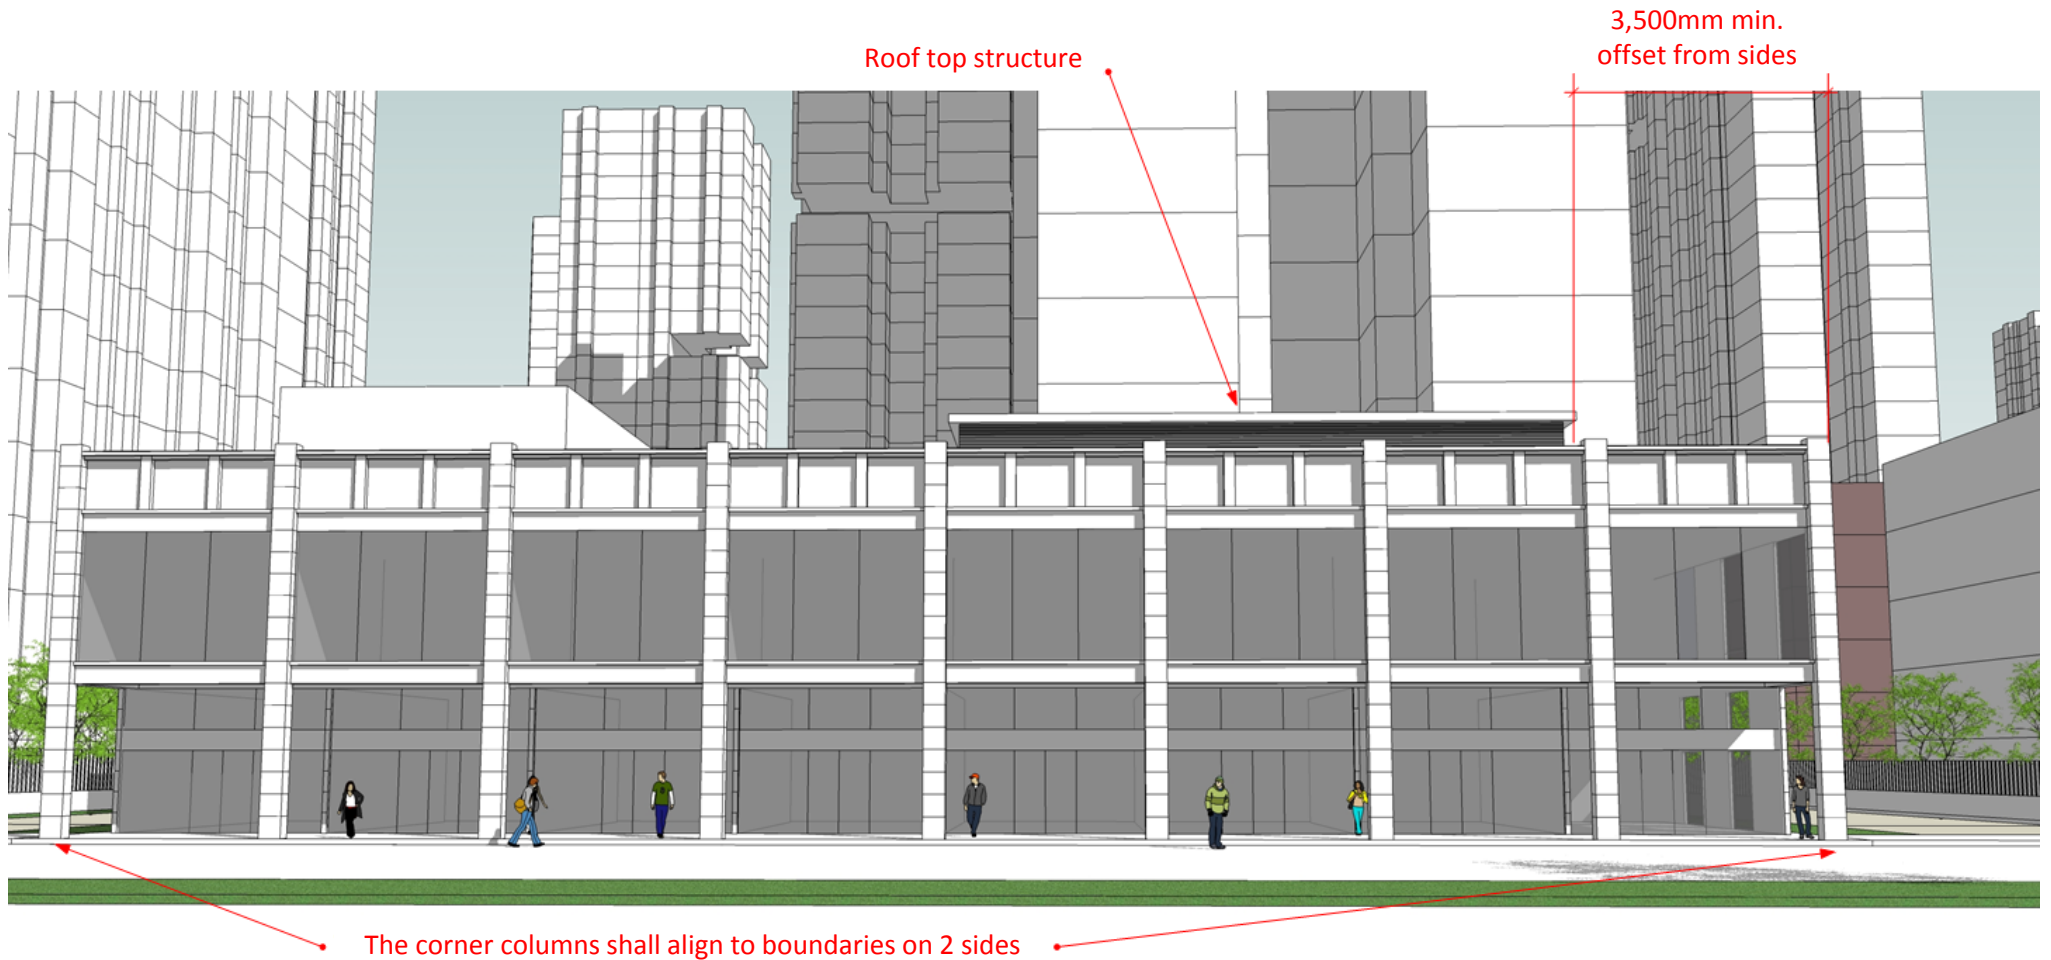 3,500mm min.
offset from sides
Roof top structure
The corner columns shall align to boundaries on 2 sides